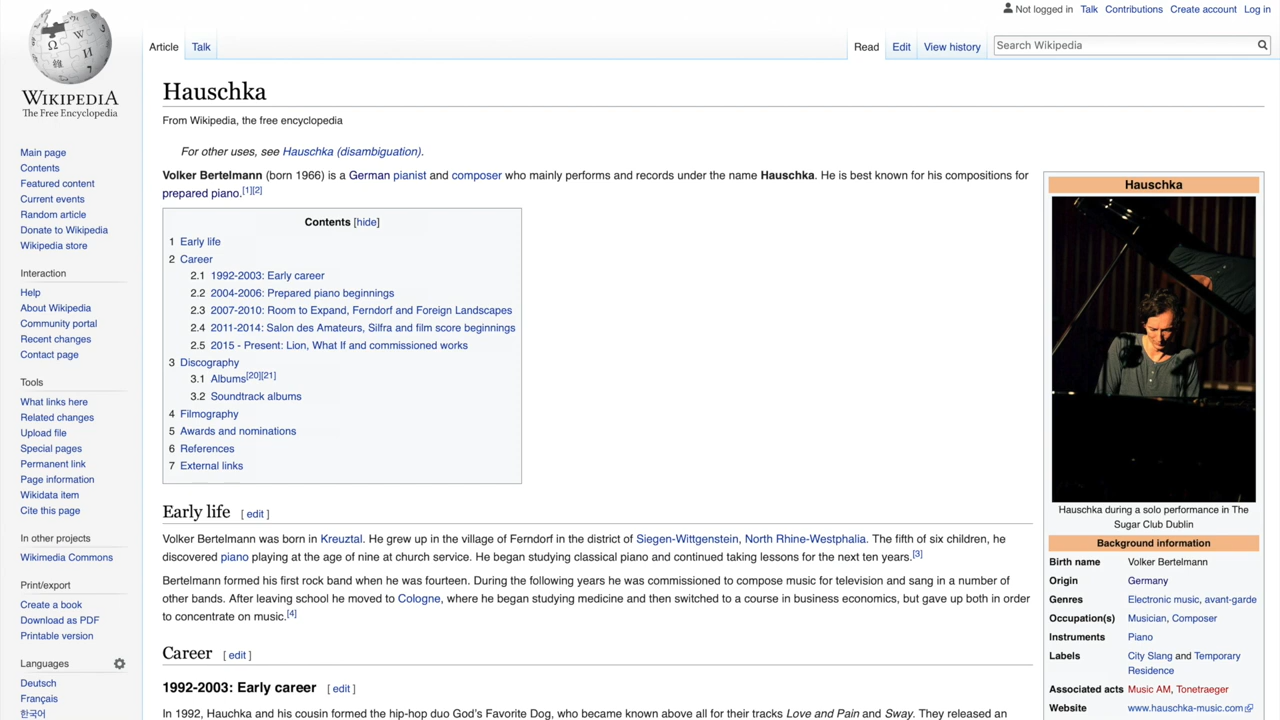 Not logged in Talk Contributions Create account Log in
Article Talk Read Edit View history Search Wikipedia
WIKIPEDIA
The Free Encyclopedia
Main page
Contents
Featured content
Current events
Random article
Donate to Wikipedia
Wikipedia store
Interaction
Help
About Wikipedia
Community portal
Recent changes
Contact page
Tools
What links here
Related changes
Upload file
Special pages
Permanent link
Page information
Wikidata item
Cite this page
In other projects
Wikimedia Commons
Print/export
Create a book
Download as PDF
Printable version
Languages
Deutsch
Français
한국어
Hauschka
From Wikipedia, the free encyclopedia
For other uses, see Hauschka (disambiguation).
Volker Bertelmann (born 1966) is a German pianist and composer who mainly performs and records under the name Hauschka. He is best known for his compositions for
prepared piano.[1][2]
Contents [hide]
1 Early life
2 Career
2.1 1992-2003: Early career
2.2 2004-2006: Prepared piano beginnings
2.3 2007-2010: Room to Expand, Ferndorf and Foreign Landscapes
2.4 2011-2014: Salon des Amateurs, Silfra and film score beginnings
2.5 2015 - Present: Lion, What If and commissioned works
3 Discography
3.1 Albums[20][21]
3.2 Soundtrack albums
4 Filmography
5 Awards and nominations
6 References
7 External links
Early life [ edit ]
Volker Bertelmann was born in Kreuztal. He grew up in the village of Ferndorf in the district of Siegen-Wittgenstein, North Rhine-Westphalia. The fifth of six children, he
discovered piano playing at the age of nine at church service. He began studying classical piano and continued taking lessons for the next ten years.[3]
Bertelmann formed his first rock band when he was fourteen. During the following years he was commissioned to compose music for television and sang in a number of
other bands. After leaving school he moved to Cologne, where he began studying medicine and then switched to a course in business economics, but gave up both in order
to concentrate on music.[4]
Career [ edit ]
1992-2003: Early career [ edit ]
In 1992, Hauchka and his cousin formed the hip-hop duo God's Favorite Dog, who became known above all for their tracks Love and Pain and Sway. They released an
Hauschka
Hauschka during a solo performance in The
Sugar Club Dublin
Background information
Birth name Volker Bertelmann
Origin Germany
Genres Electronic music, avant-garde
Occupation(s) Musician, Composer
Instruments Piano
Labels City Slang and Temporary
Residence
Associated acts Music AM, Tonetraeger
Website www.hauschka-music.com